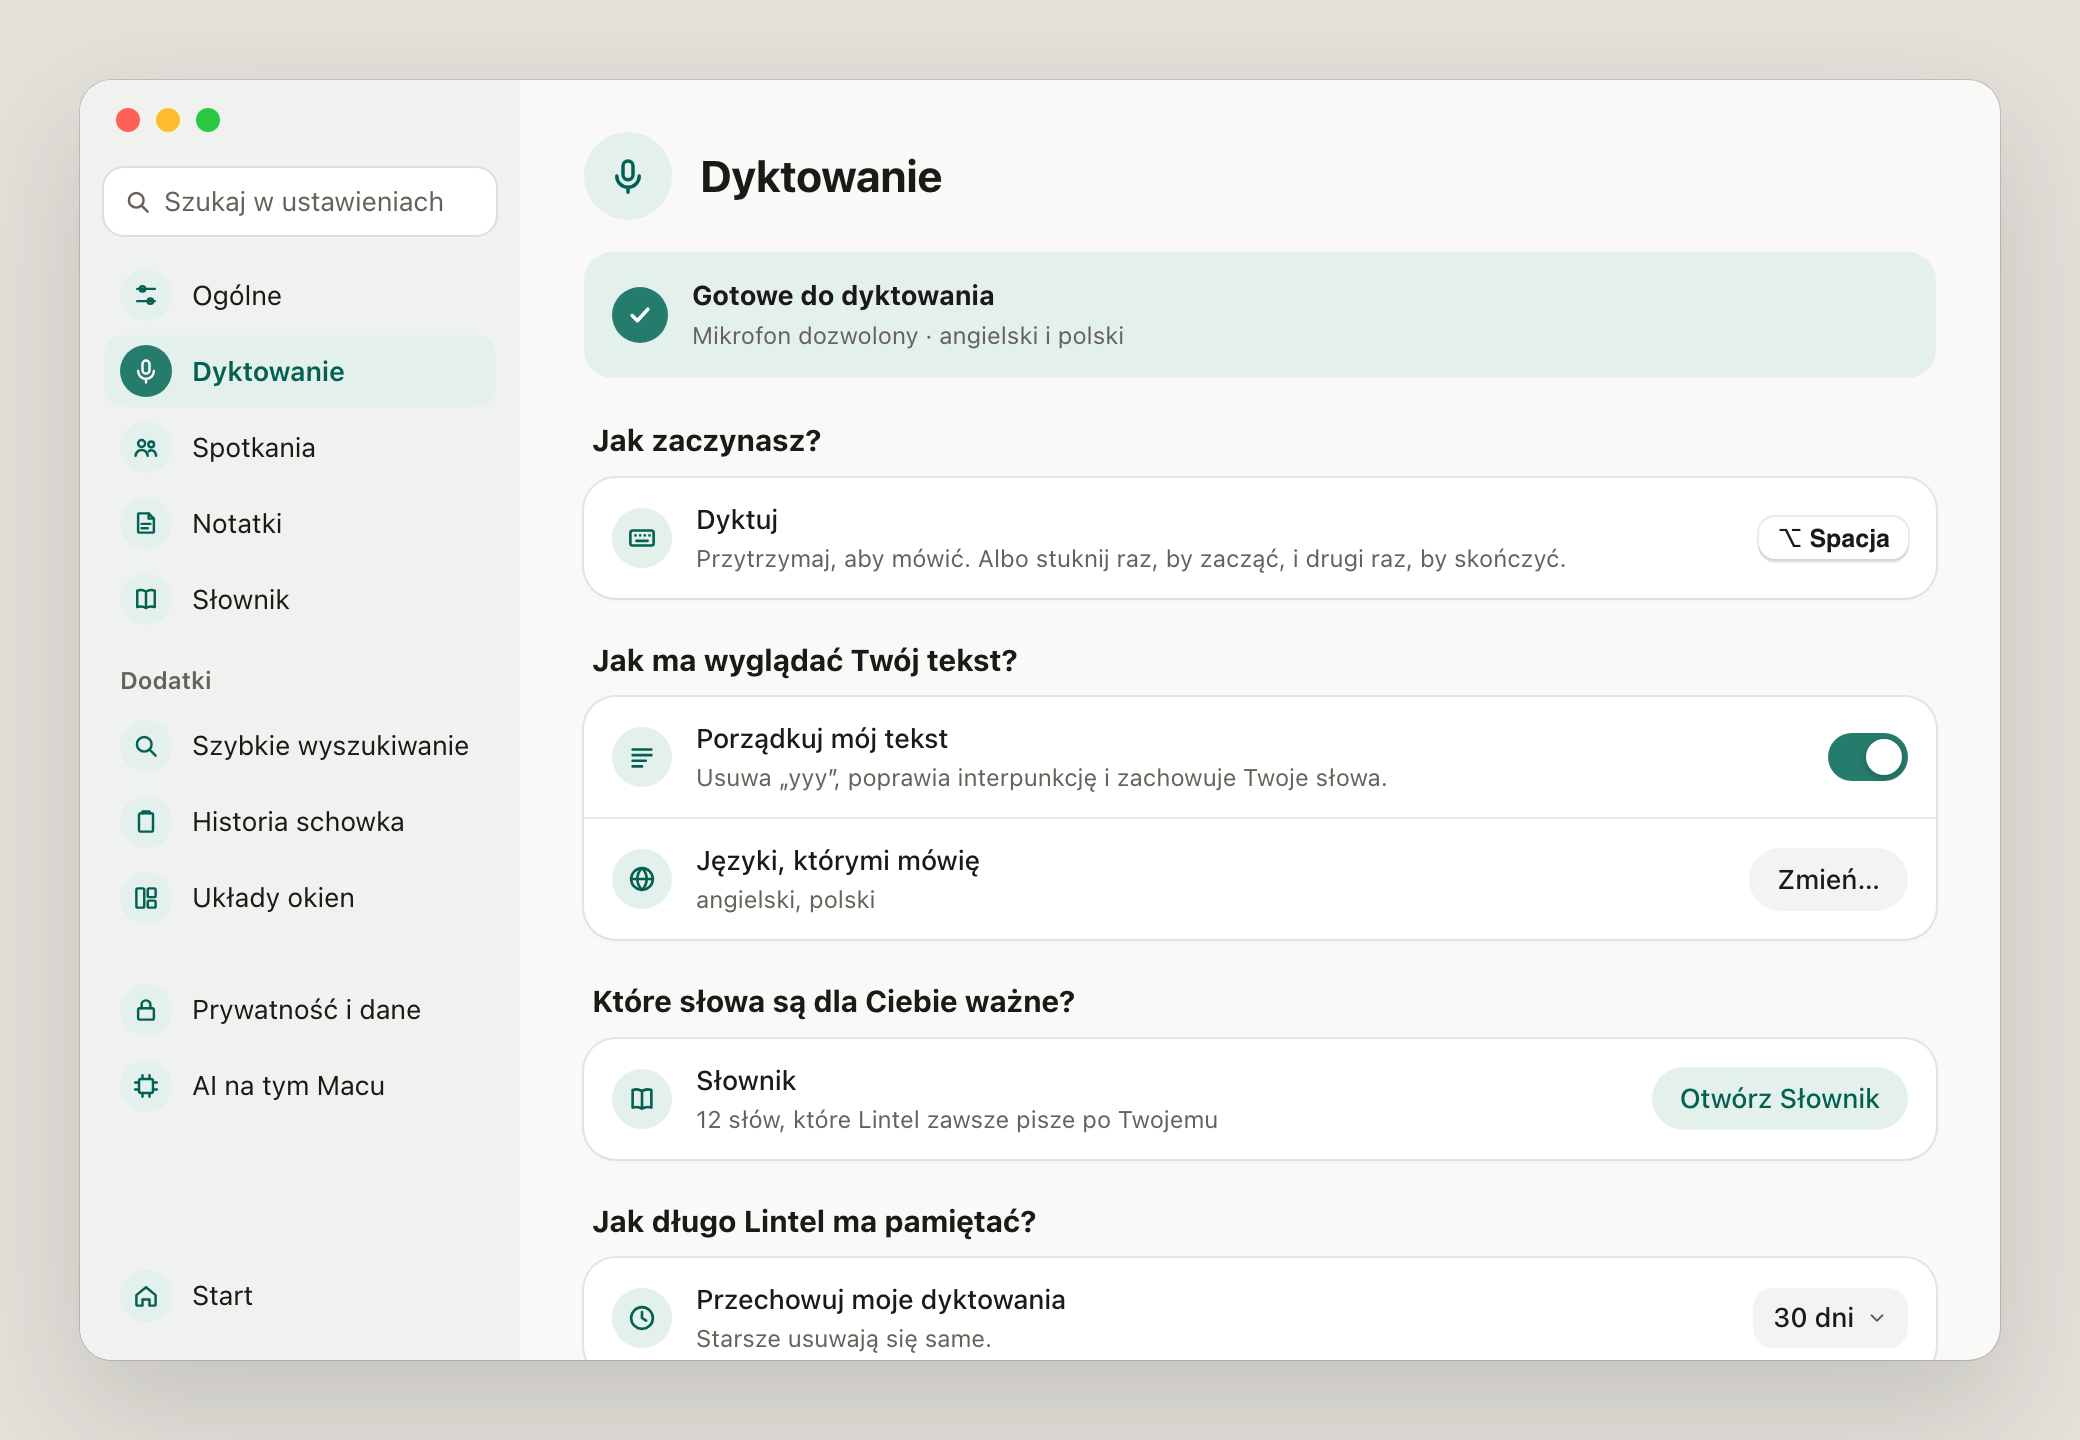 Szukaj w ustawieniach
Ogólne
Dyktowanie
Spotkania
Notatki
Słownik
Dodatki
Szybkie wyszukiwanie
Historia schowka
Układy okien
Prywatność i dane
AI na tym Macu
Start
Dyktowanie
Gotowe do dyktowania
Mikrofon dozwolony · angielski i polski
Jak zaczynasz?
Dyktuj
Przytrzymaj, aby mówić. Albo stuknij raz, by zacząć, i drugi raz, by skończyć.
⌥ Spacja
Jak ma wyglądać Twój tekst?
Porządkuj mój tekst
Usuwa „yyy”, poprawia interpunkcję i zachowuje Twoje słowa.
Języki, którymi mówię
angielski, polski
Zmień...
Które słowa są dla Ciebie ważne?
Słownik
12 słów, które Lintel zawsze pisze po Twojemu
Otwórz Słownik
Jak długo Lintel ma pamiętać?
Przechowuj moje dyktowania
Starsze usuwają się same.
30 dni